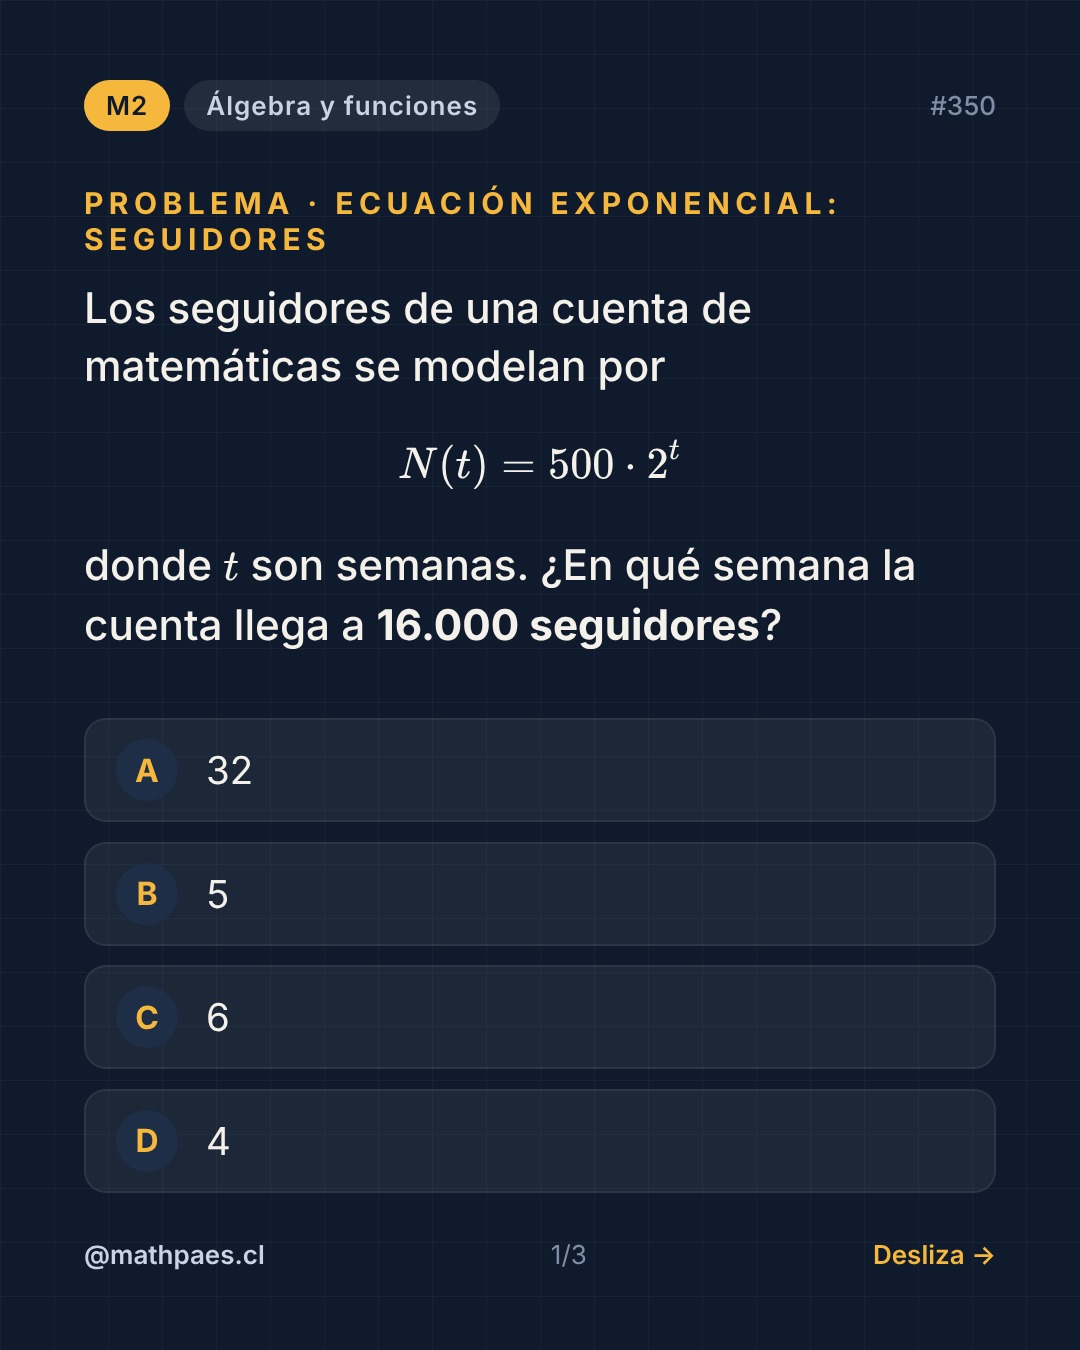 M2 Álgebra y funciones #350
PROBLEMA · ECUACIÓN EXPONENCIAL:
SEGUIDORES
Los seguidores de una cuenta de
matemáticas se modelan por
N(t) = 500 · 2^t
donde t son semanas. ¿En qué semana la
cuenta llega a 16.000 seguidores?
A 32
B 5
C 6
D 4
@mathpaes.cl 1/3 Desliza →